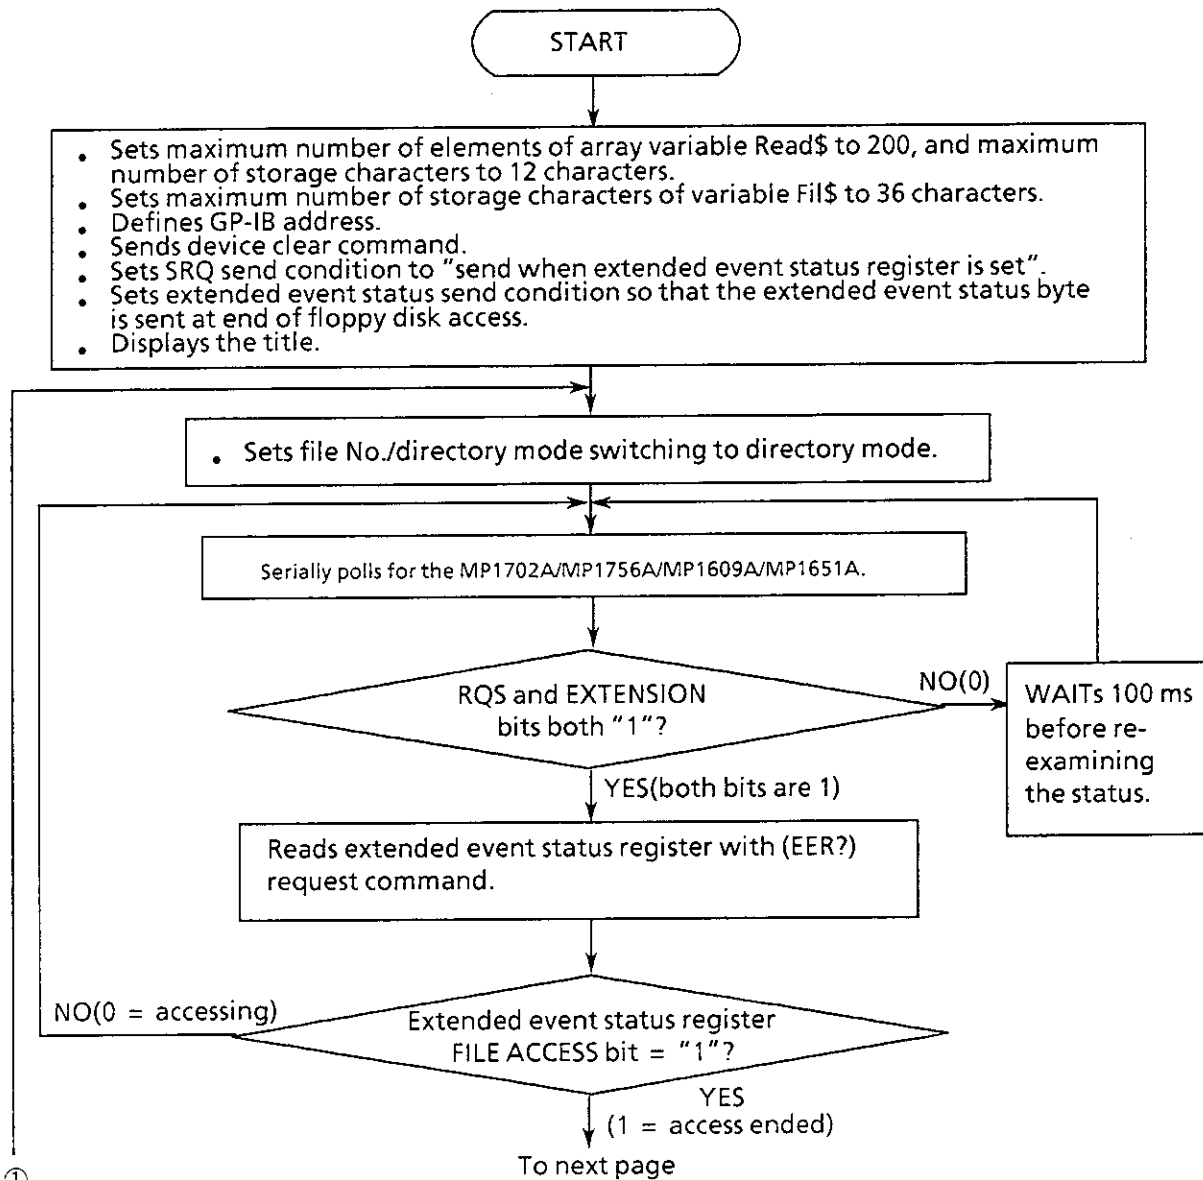 START
• Sets maximum number of elements of array variable Read$ to 200, and maximum
number of storage characters to 12 characters.
• Sets maximum number of storage characters of variable Fil$ to 36 characters.
• Defines GP-IB address.
• Sends device clear command.
• Sets SRQ send condition to "send when extended event status register is set".
• Sets extended event status send condition so that the extended event status byte
is sent at end of floppy disk access.
• Displays the title.
• Sets file No./directory mode switching to directory mode.
Serially polls for the MP1702A/MP1756A/MP1609A/MP1651A.
RQS and EXTENSION
bits both "1"?
NO(0)
WAITs 100 ms
before re-
examining
the status.
YES(both bits are 1)
Reads extended event status register with (EER?)
request command.
NO(0 = accessing)
Extended event status register
FILE ACCESS bit = "1"?
YES
(1 = access ended)
To next page
①